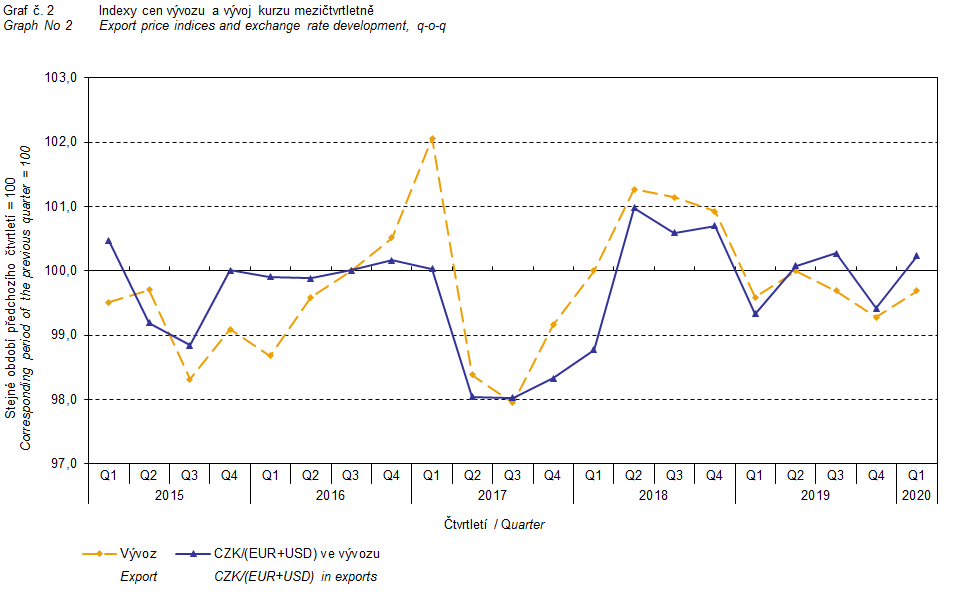 Graf č. 2 Indexy cen vývozu a vývoj kurzu mezičtvrtletně
Graph No 2 Export price indices and exchange rate development, q-o-q
Stejné období předchozího čtvrtletí = 100
Corresponding period of the previous quarter = 100
103,0
102,0
101,0
100,0
99,0
98,0
97,0
Q1 Q2 Q3 Q4 Q1 Q2 Q3 Q4 Q1 Q2 Q3 Q4 Q1 Q2 Q3 Q4 Q1 Q2 Q3 Q4 Q1
2015 2016 2017 2018 2019 2020
Čtvrtletí / Quarter
Vývoz CZK/(EUR+USD) ve vývozu
Export CZK/(EUR+USD) in exports